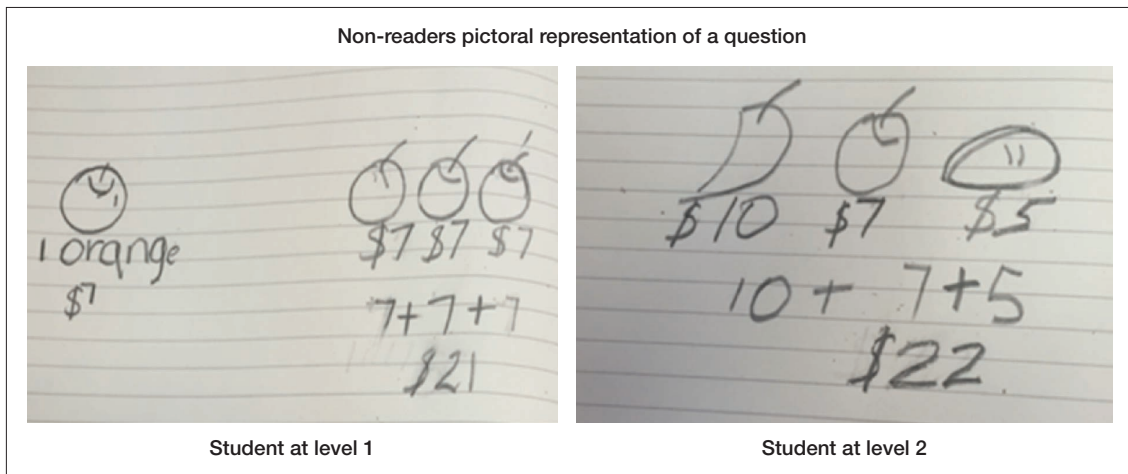 Non-readers pictoral representation of a question
1 orange
$7
$7 $7 $7
7+7+7
$21
$10 $7 $5
10+7+5
$22
Student at level 1
Student at level 2